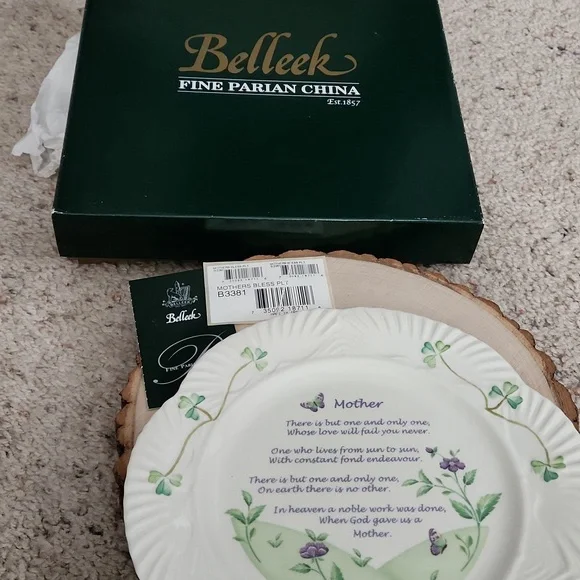 Belleek
FINE PARIAN CHINA
Est.1857
MOTHERS BLESS PLT
B3381
Belleek
FINE PAR
Mother
There is but one and only one,
Whose love will fail you never.
One who lives from sun to sun,
With constant fond endeavour.
There is but one and only one,
On earth there is no other.
In heaven a noble work was done,
When God gave us a
Mother.